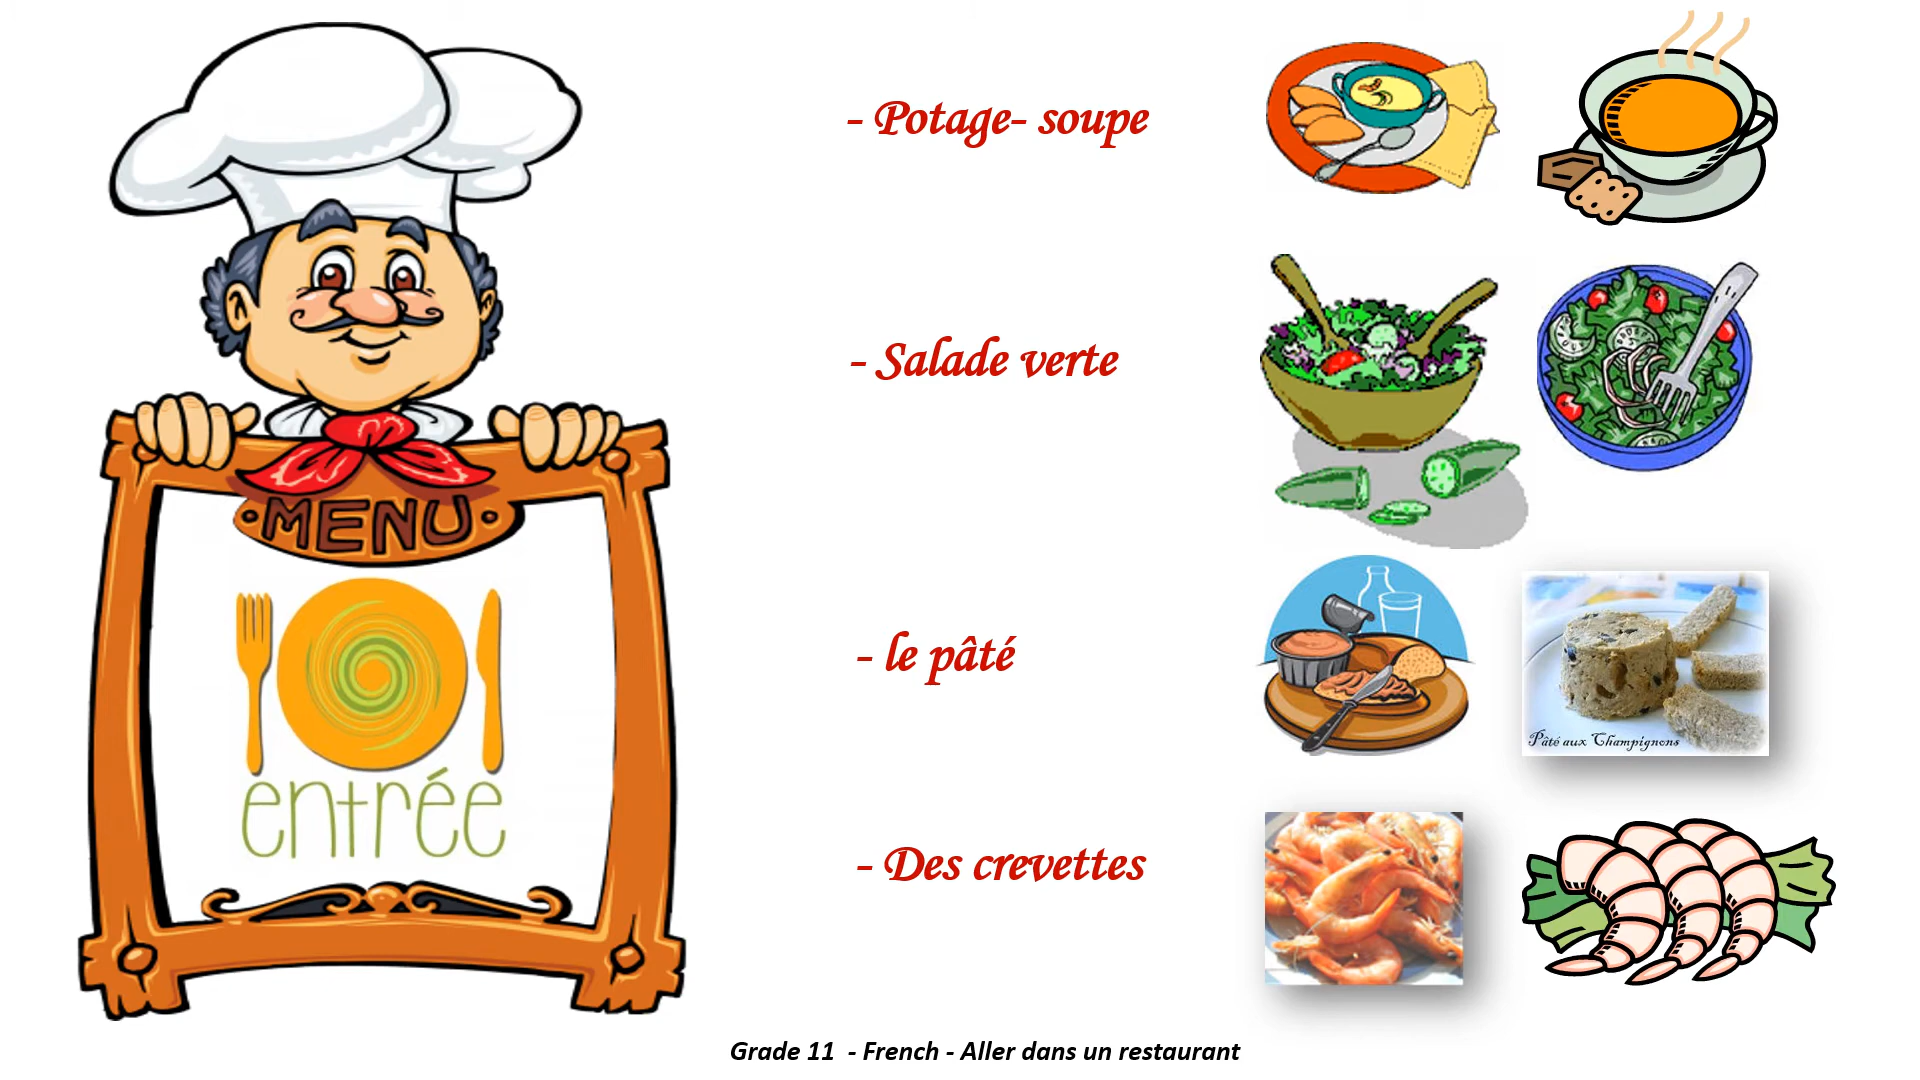 MENU
entrée
- Potage- soupe
- Salade verte
- le pâté
Pâté aux Champignons
- Des crevettes
Grade 11 - French - Aller dans un restaurant